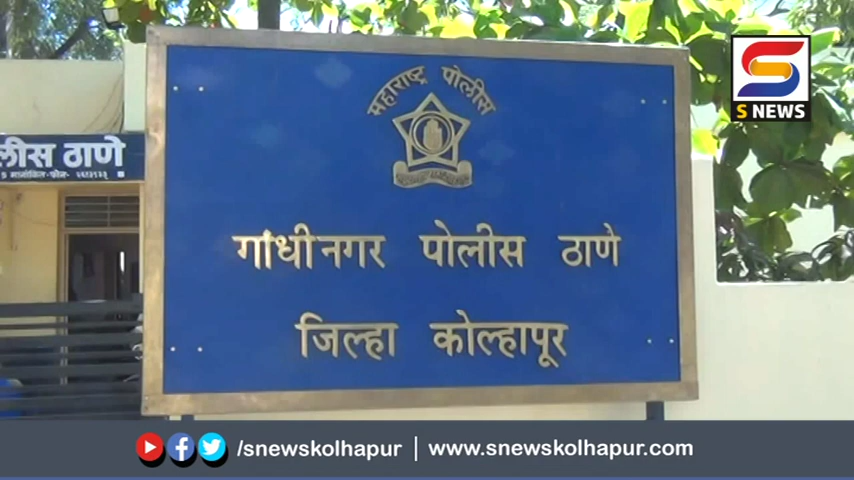 S NEWS
महाराष्ट्र पोलीस
लीस ठाणे
गांधीनगर पोलीस ठाणे
जिल्हा कोल्हापूर
/snewskolhapur | www.snewskolhapur.com